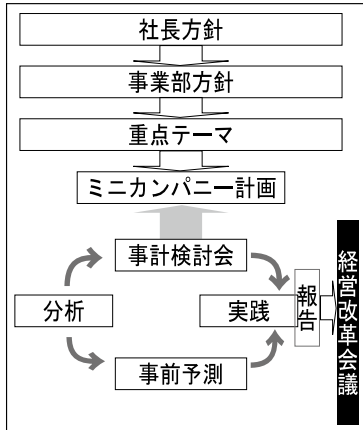 社長方針
事業部方針
重点テーマ
ミニカンパニー計画
事計検討会
分析
実践
報告
経営改革会議
事前予測